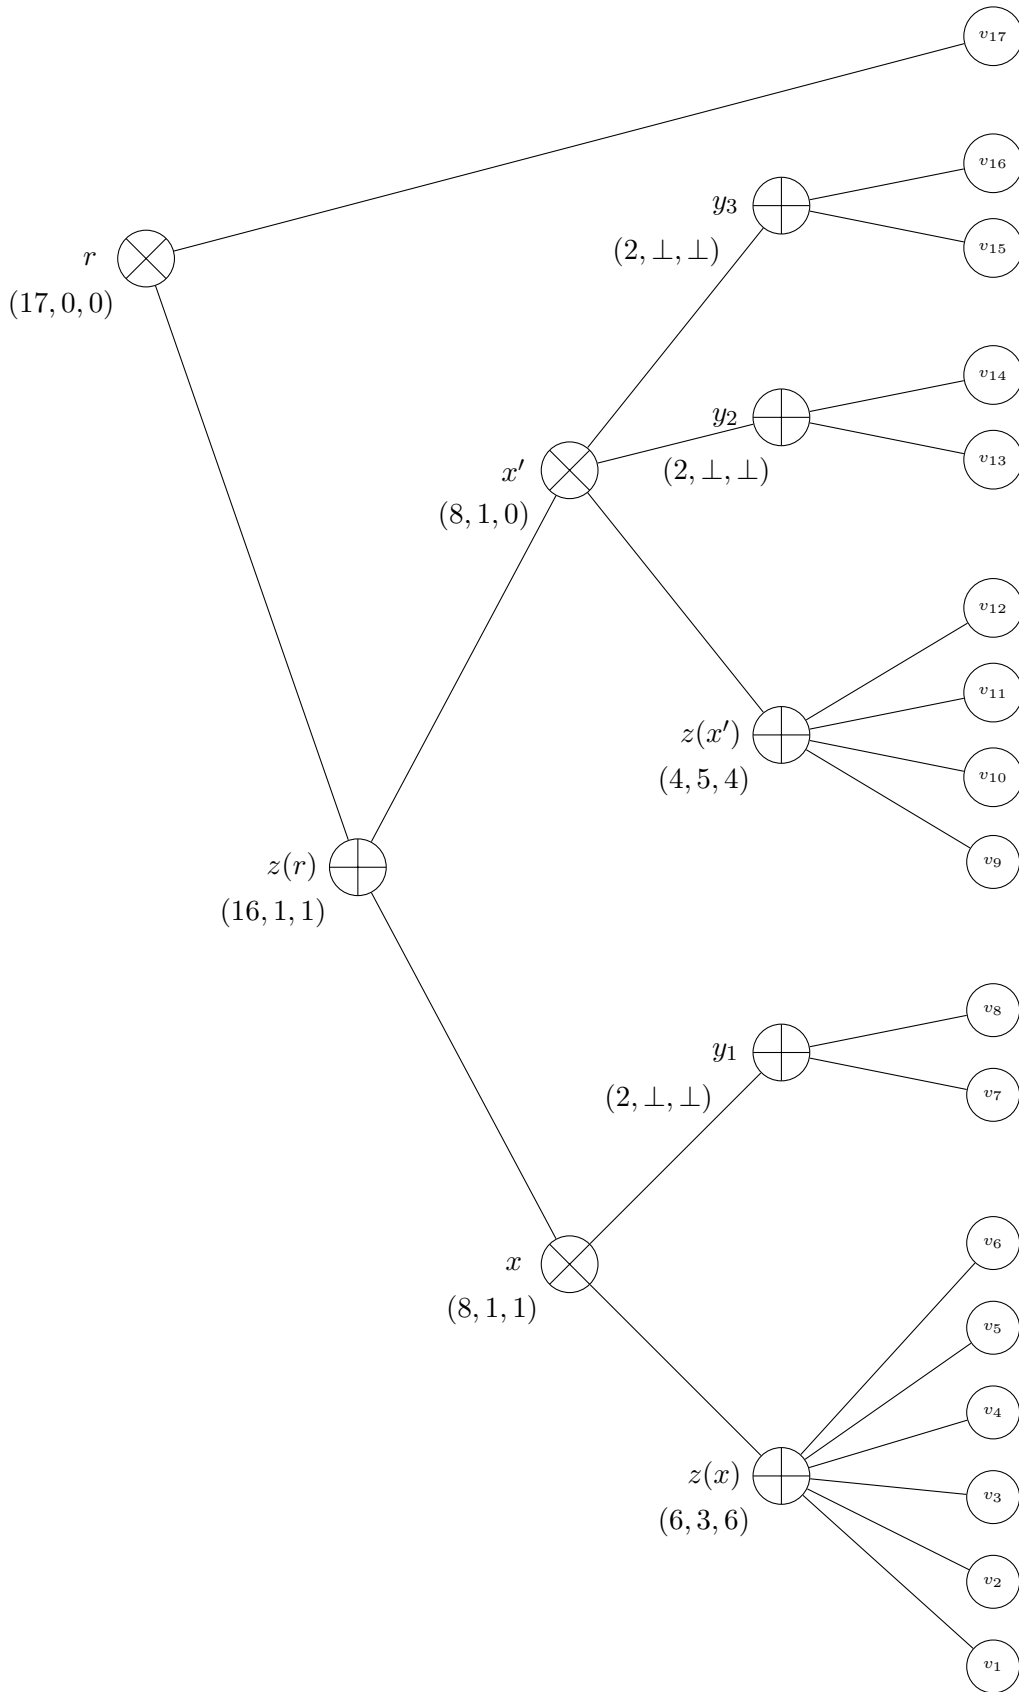 v₁₇
v₁₆
y₃
v₁₅
r
(2, ⊥, ⊥)
(17, 0, 0)
v₁₄
y₂
v₁₃
x′
(2, ⊥, ⊥)
(8, 1, 0)
v₁₂
v₁₁
z(x′)
(4, 5, 4)
v₁₀
v₉
z(r)
(16, 1, 1)
v₈
y₁
v₇
(2, ⊥, ⊥)
v₆
x
(8, 1, 1)
v₅
v₄
z(x)
v₃
(6, 3, 6)
v₂
v₁